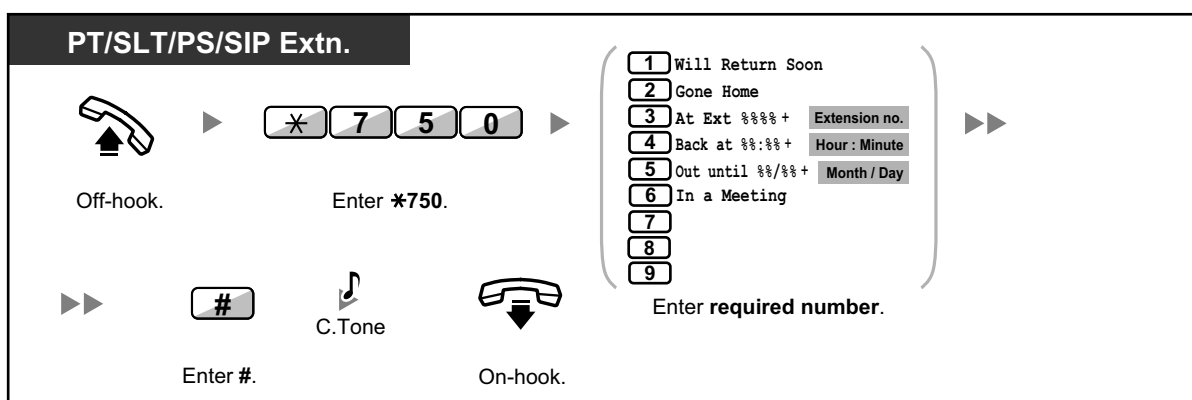 PT/SLT/PS/SIP Extn.
Off-hook.
✳ 7 5 0
Enter ✳750.
1 Will Return Soon
2 Gone Home
3 At Ext %%%% + Extension no.
4 Back at %%:%% + Hour : Minute
5 Out until %%/%% + Month / Day
6 In a Meeting
7
8
9
Enter required number.
#
Enter #.
C.Tone
On-hook.